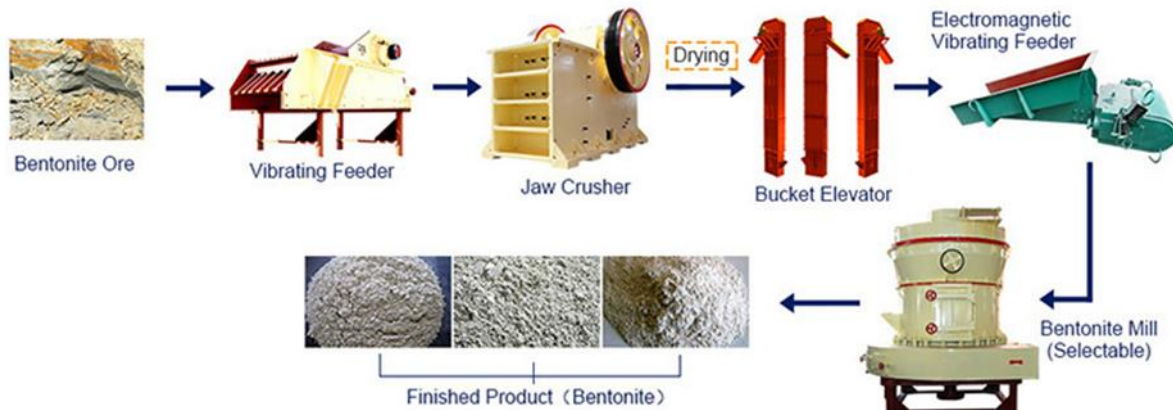 Bentonite Ore
Vibrating Feeder
Jaw Crusher
Drying
Bucket Elevator
Electromagnetic
Vibrating Feeder
Bentonite Mill
(Selectable)
Finished Product（Bentonite）